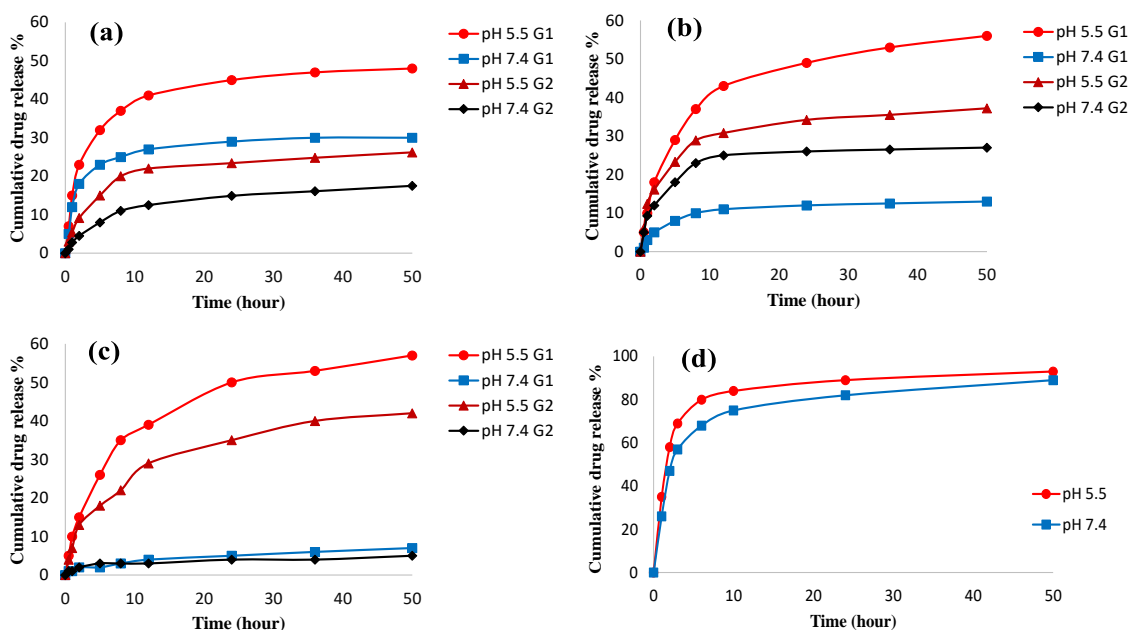 (a)
Cumulative drug release %
60
50
40
30
20
10
0
0 10 20 30 40 50
Time (hour)
pH 5.5 G1
pH 7.4 G1
pH 5.5 G2
pH 7.4 G2
(b)
Cumulative drug release %
60
50
40
30
20
10
0
0 10 20 30 40 50
Time (hour)
pH 5.5 G1
pH 7.4 G1
pH 5.5 G2
pH 7.4 G2
(c)
Cumulative drug release %
60
50
40
30
20
10
0
0 10 20 30 40 50
Time (hour)
pH 5.5 G1
pH 7.4 G1
pH 5.5 G2
pH 7.4 G2
(d)
Cumulative drug release %
100
80
60
40
20
0
0 10 20 30 40 50
Time (hour)
pH 5.5
pH 7.4